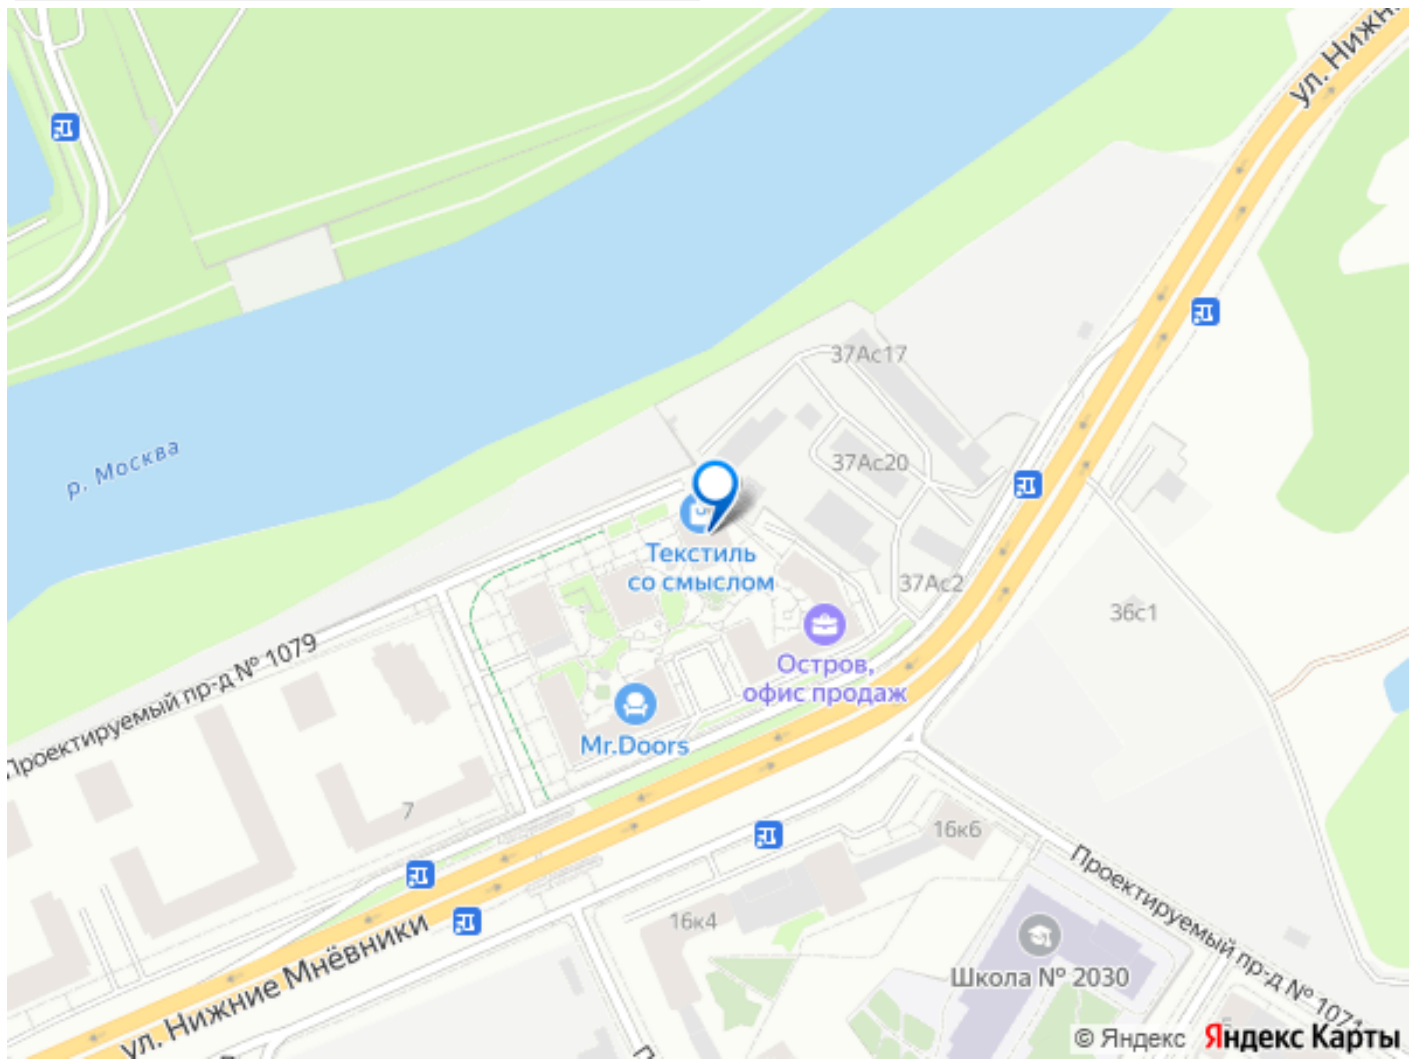 ул. Нижн
37Ас17
р. Москва
37Ас20
Текстиль
со смыслом
37Ас2
36с1
Проектируемый пр-д № 1079
Остров,
офис продаж
Mr.Doors
7
16к6
16к4
Проектируемый пр-д № 1071
ул. Нижние Мнёвники
Школа № 2030
© Яндекс Яндекс Карты